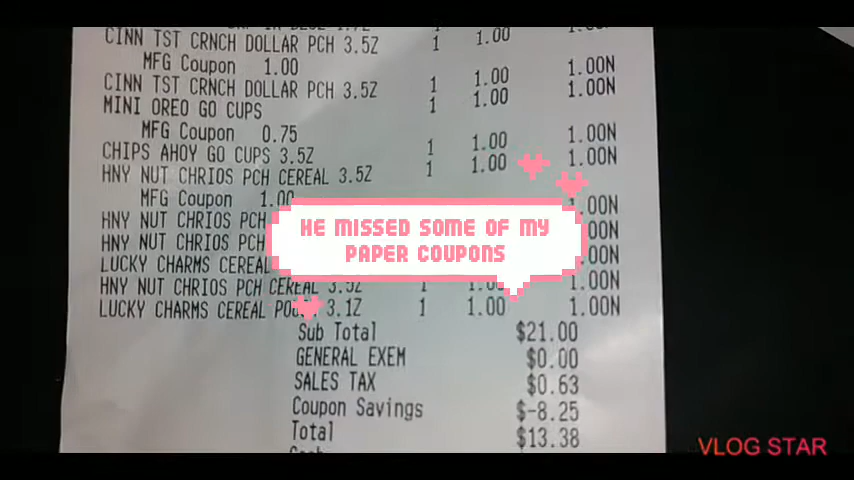 CINN TST CRNCH DOLLAR PCH 3.5Z 1 1.00
MFG Coupon 1.00 1.00N
CINN TST CRNCH DOLLAR PCH 3.5Z 1 1.00 1.00N
MINI OREO GO CUPS 1 1.00
MFG Coupon 0.75 1.00N
CHIPS AHOY GO CUPS 3.5Z 1 1.00 1.00N
HNY NUT CHRIOS PCH CEREAL 3.5Z 1 1.00
MFG Coupon 1.00 .00N
HNY NUT CHRIOS PCH 00N
HNY NUT CHRIOS PCH .00N
LUCKY CHARMS CEREAL 1.00N
HNY NUT CHRIOS PCH CEREAL 3.5Z 1 1.00 1.00N
LUCKY CHARMS CEREAL 3.1Z 1 1.00
HE MISSED SOME OF MY
PAPER COUPONS
Sub Total $21.00
GENERAL EXEM $0.00
SALES TAX $0.63
Coupon Savings $-8.25
Total $13.38
VLOG STAR